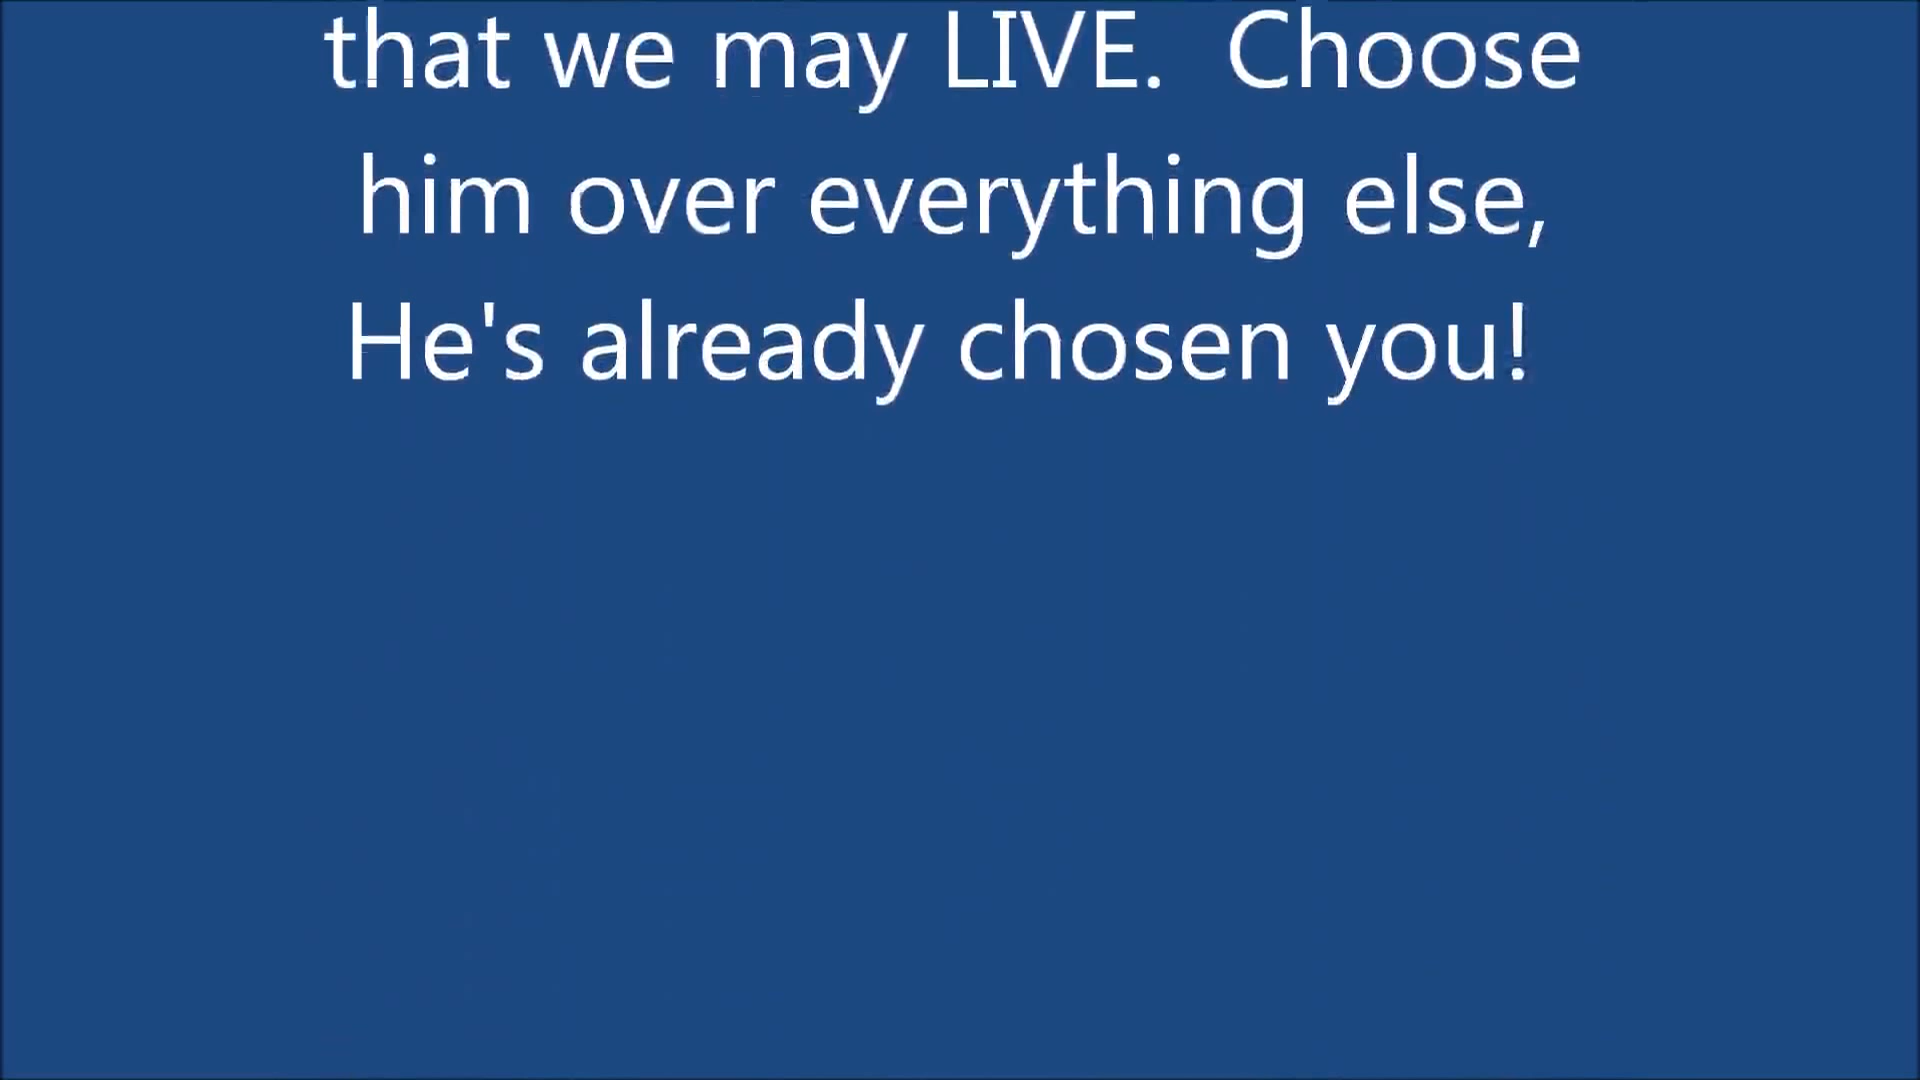 that we may LIVE.  Choose
him over everything else,
He's already chosen you!